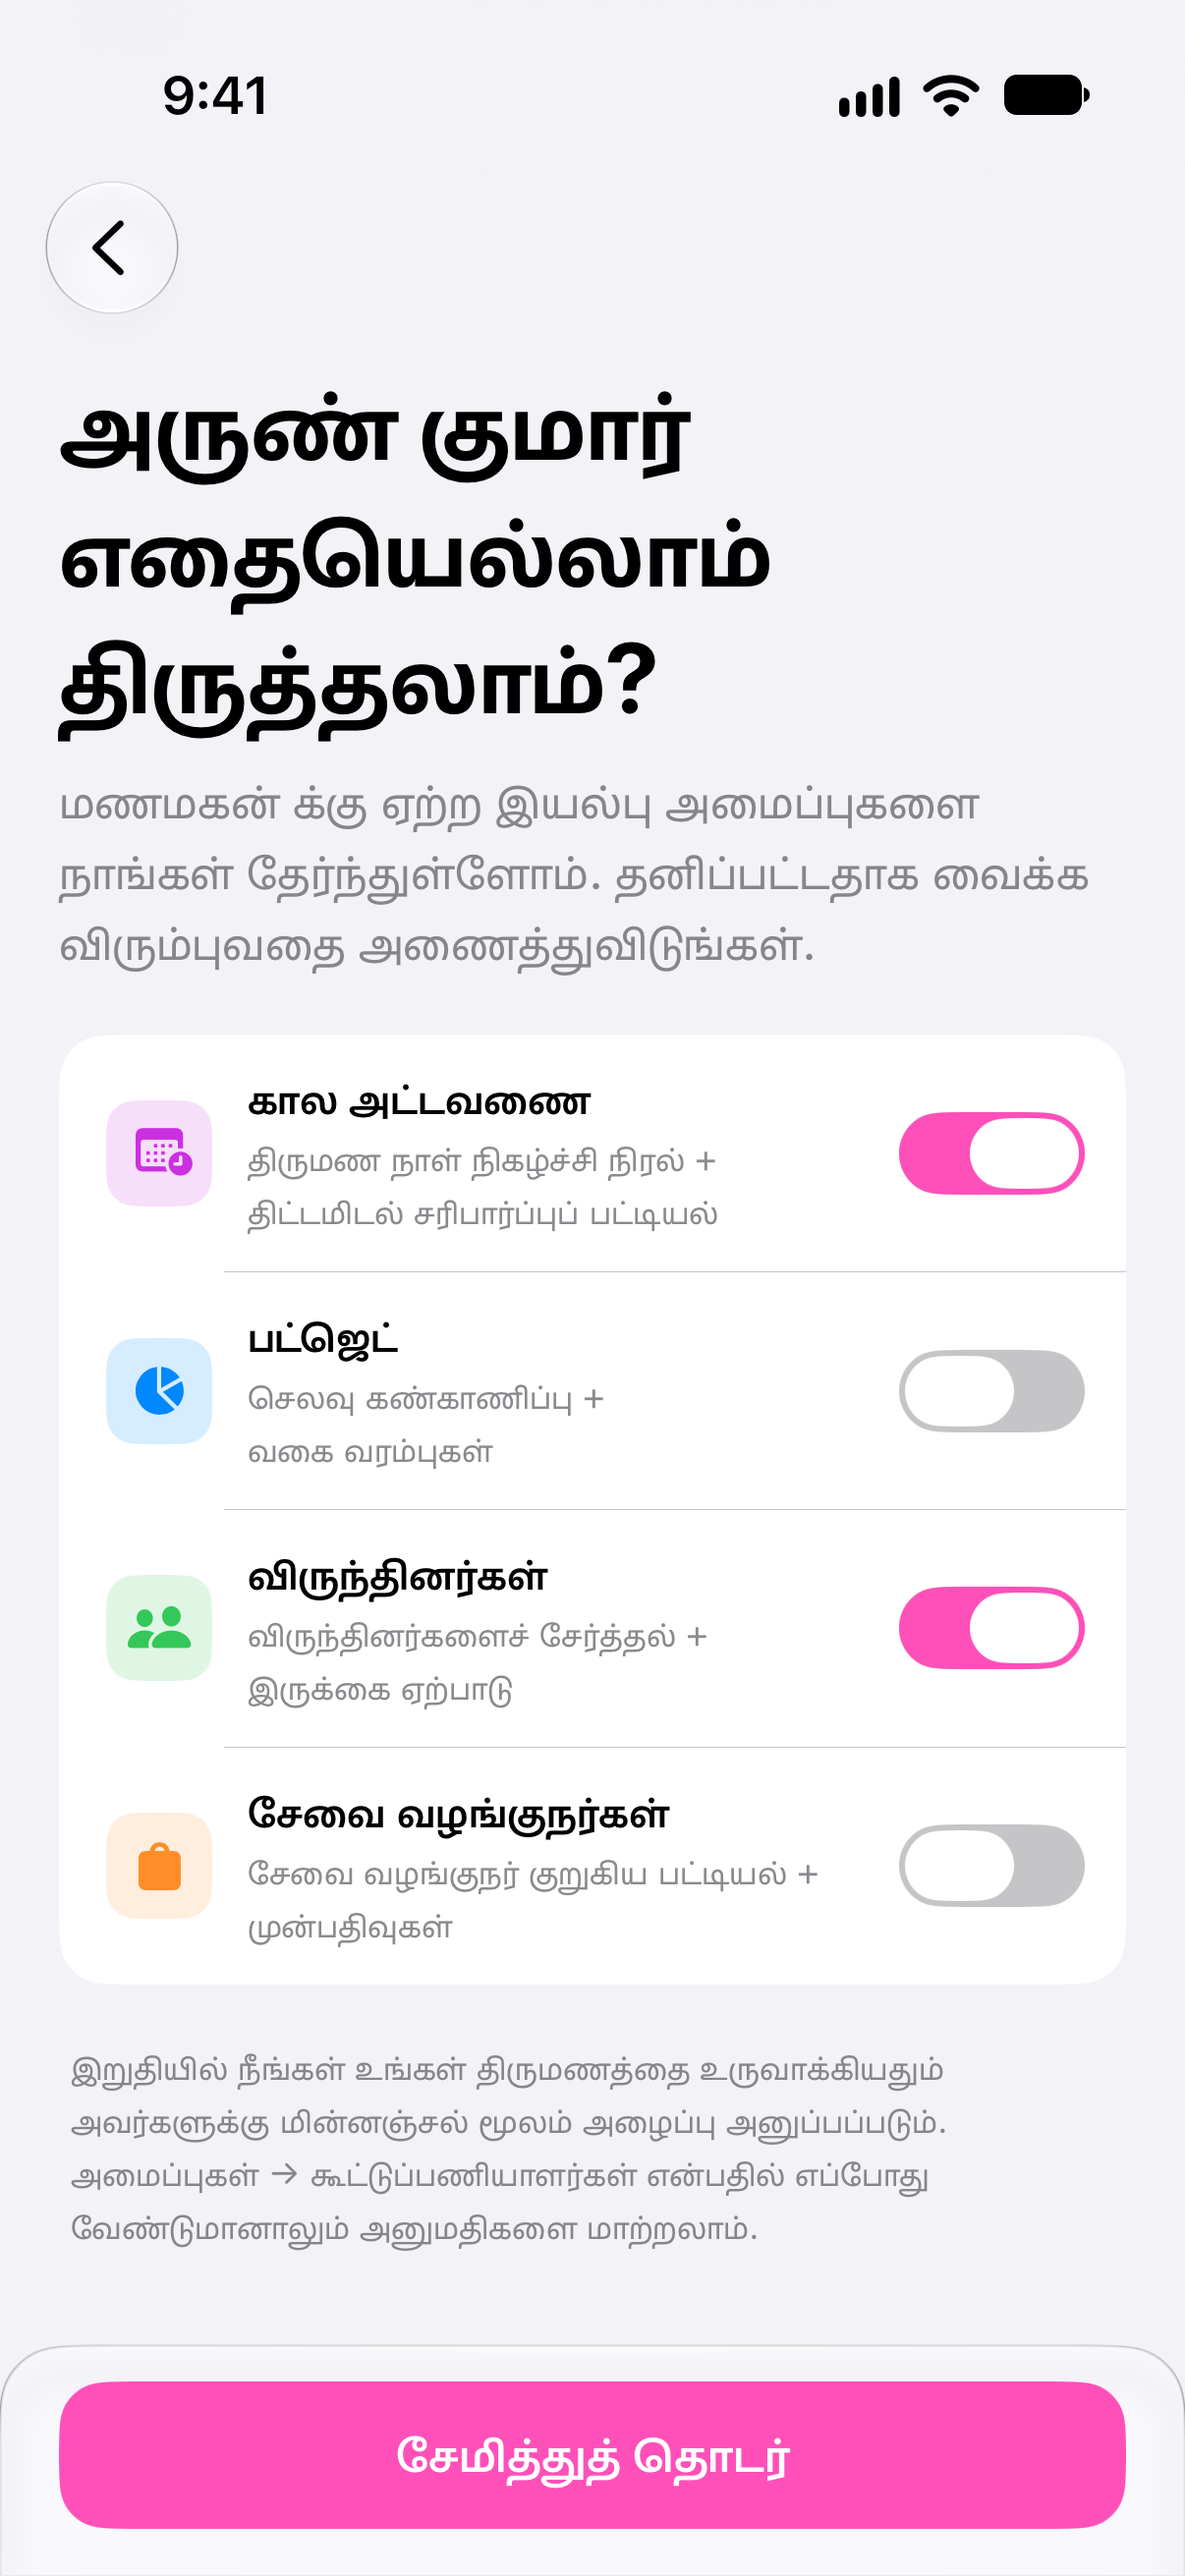 9:41
அருண் குமார்
எதையெல்லாம்
திருத்தலாம்?
மணமகன் க்கு ஏற்ற இயல்பு அமைப்புகளை
நாங்கள் தேர்ந்துள்ளோம். தனிப்பட்டதாக வைக்க
விரும்புவதை அணைத்துவிடுங்கள்.
கால அட்டவணை
திருமண நாள் நிகழ்ச்சி நிரல் +
திட்டமிடல் சரிபார்ப்புப் பட்டியல்
பட்ஜெட்
செலவு கண்காணிப்பு +
வகை வரம்புகள்
விருந்தினர்கள்
விருந்தினர்களைச் சேர்த்தல் +
இருக்கை ஏற்பாடு
சேவை வழங்குநர்கள்
சேவை வழங்குநர் குறுகிய பட்டியல் +
முன்பதிவுகள்
இறுதியில் நீங்கள் உங்கள் திருமணத்தை உருவாக்கியதும்
அவர்களுக்கு மின்னஞ்சல் மூலம் அழைப்பு அனுப்பப்படும்.
அமைப்புகள் → கூட்டுப்பணியாளர்கள் என்பதில் எப்போது
வேண்டுமானாலும் அனுமதிகளை மாற்றலாம்.
சேமித்துத் தொடர்